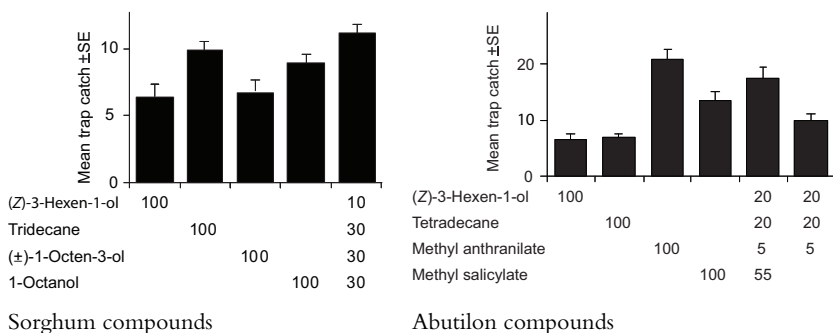 Mean trap catch ±SE
10
5
0
(Z)-3-Hexen-1-ol 100 10
Tridecane 100 30
(±)-1-Octen-3-ol 100 30
1-Octanol 100 30
Sorghum compounds
Mean trap catch ±SE
20
10
0
(Z)-3-Hexen-1-ol 100 20 20
Tetradecane 100 20 20
Methyl anthranilate 100 5 5
Methyl salicylate 100 55
Abutilon compounds